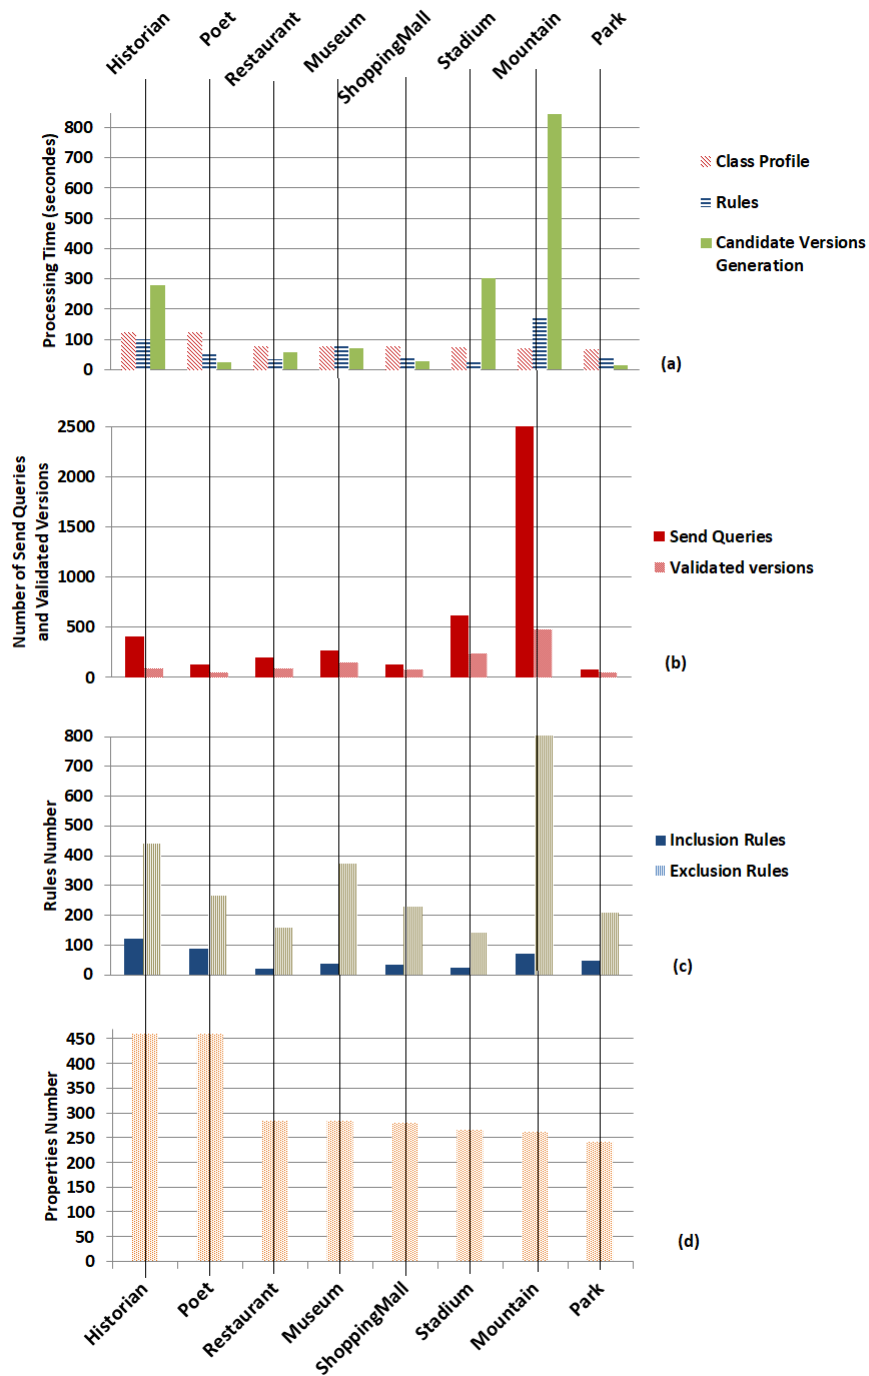 Historian
Poet
Restaurant
Museum
ShoppingMall
Stadium
Mountain
Park
Processing Time (secondes)
800
700
600
500
400
300
200
100
0
Class Profile
Rules
Candidate Versions
Generation
(a)
Number of Send Queries
and Validated Versions
2500
2000
1500
1000
500
0
Send Queries
Validated versions
(b)
Rules Number
800
700
600
500
400
300
200
100
0
Inclusion Rules
Exclusion Rules
(c)
Properties Number
450
400
350
300
250
200
150
100
50
0
(d)
Historian
Poet
Restaurant
Museum
ShoppingMall
Stadium
Mountain
Park